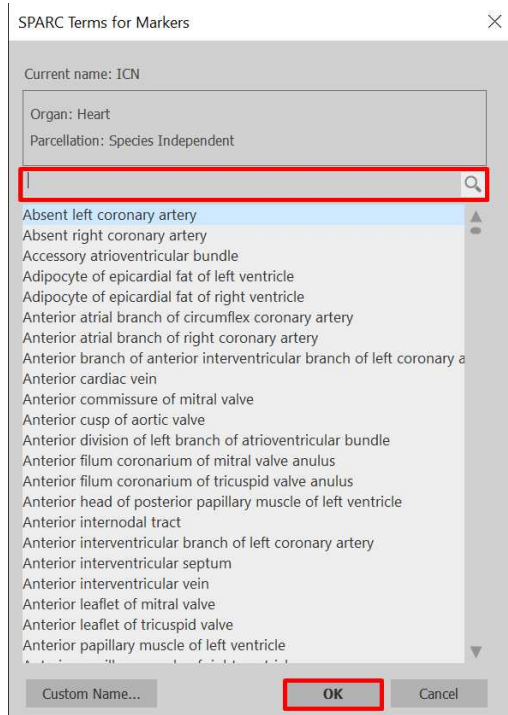 SPARC Terms for Markers
Current name: ICN
Organ: Heart
Parcellation: Species Independent
Absent left coronary artery
Absent right coronary artery
Accessory atrioventricular bundle
Adipocyte of epicardial fat of left ventricle
Adipocyte of epicardial fat of right ventricle
Anterior atrial branch of circumflex coronary artery
Anterior atrial branch of right coronary artery
Anterior branch of anterior interventricular branch of left coronary a
Anterior cardiac vein
Anterior commissure of mitral valve
Anterior cusp of aortic valve
Anterior division of left branch of atrioventricular bundle
Anterior filum coronarium of mitral valve anulus
Anterior filum coronarium of tricuspid valve anulus
Anterior head of posterior papillary muscle of left ventricle
Anterior internodal tract
Anterior interventricular branch of left coronary artery
Anterior interventricular septum
Anterior interventricular vein
Anterior leaflet of mitral valve
Anterior leaflet of tricuspid valve
Anterior papillary muscle of left ventricle
Custom Name... OK Cancel